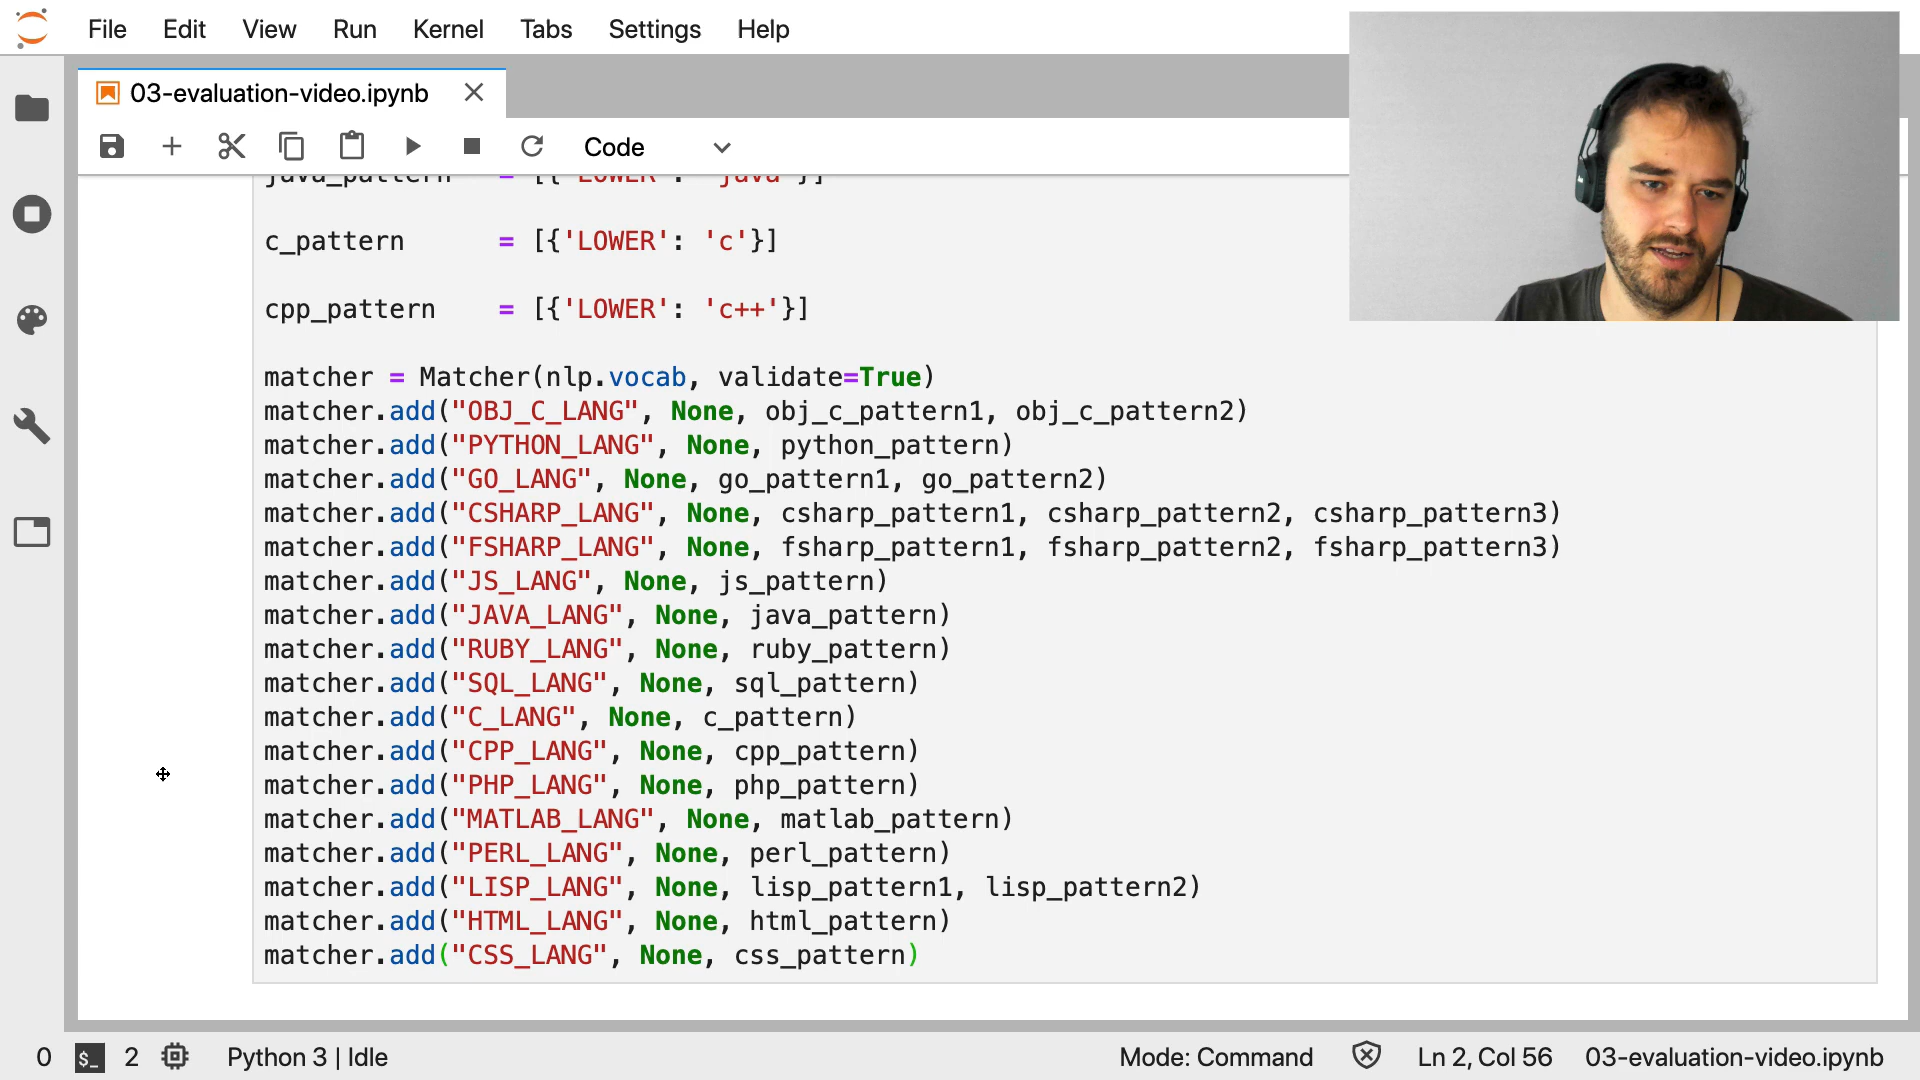 File Edit View Run Kernel Tabs Settings Help
03-evaluation-video.ipynb
Code
java_pattern = [{'LOWER': 'java'}]
c_pattern = [{'LOWER': 'c'}]
cpp_pattern = [{'LOWER': 'c++'}]
matcher = Matcher(nlp.vocab, validate=True)
matcher.add("OBJ_C_LANG", None, obj_c_pattern1, obj_c_pattern2)
matcher.add("PYTHON_LANG", None, python_pattern)
matcher.add("GO_LANG", None, go_pattern1, go_pattern2)
matcher.add("CSHARP_LANG", None, csharp_pattern1, csharp_pattern2, csharp_pattern3)
matcher.add("FSHARP_LANG", None, fsharp_pattern1, fsharp_pattern2, fsharp_pattern3)
matcher.add("JS_LANG", None, js_pattern)
matcher.add("JAVA_LANG", None, java_pattern)
matcher.add("RUBY_LANG", None, ruby_pattern)
matcher.add("SQL_LANG", None, sql_pattern)
matcher.add("C_LANG", None, c_pattern)
matcher.add("CPP_LANG", None, cpp_pattern)
matcher.add("PHP_LANG", None, php_pattern)
matcher.add("MATLAB_LANG", None, matlab_pattern)
matcher.add("PERL_LANG", None, perl_pattern)
matcher.add("LISP_LANG", None, lisp_pattern1, lisp_pattern2)
matcher.add("HTML_LANG", None, html_pattern)
matcher.add("CSS_LANG", None, css_pattern)
0 $_ 2 Python 3 | Idle Mode: Command Ln 2, Col 56 03-evaluation-video.ipynb